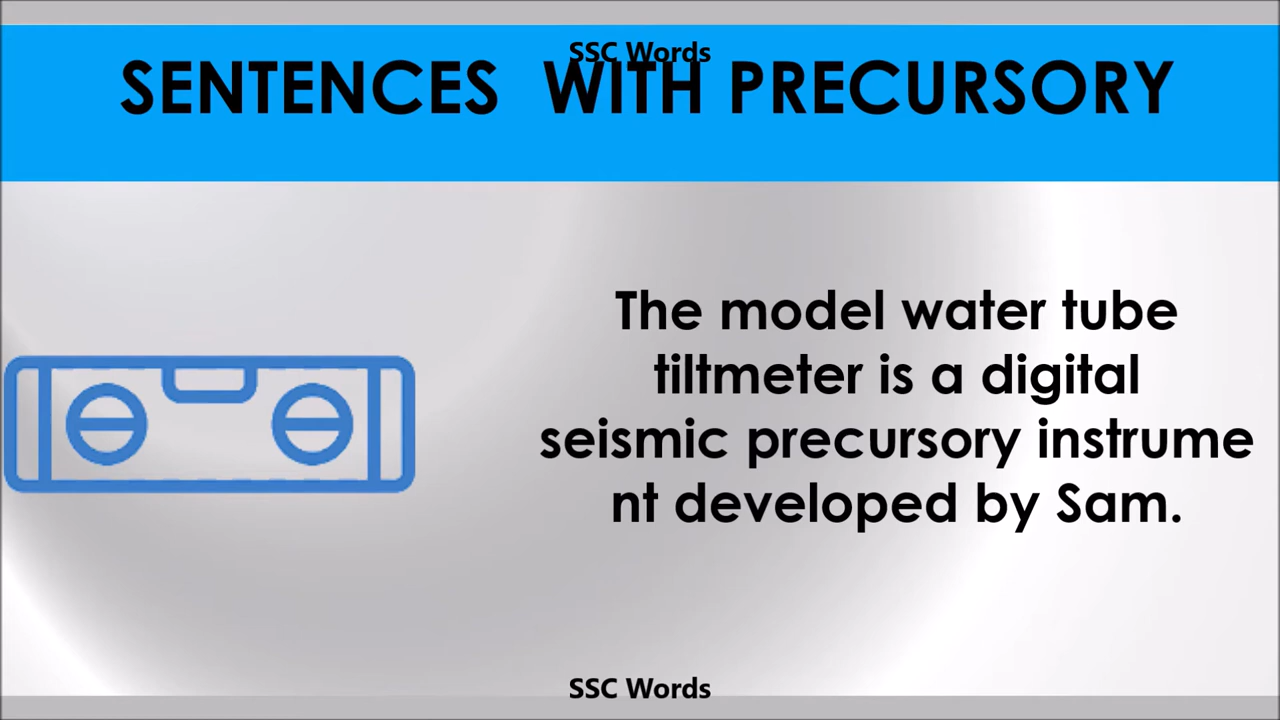 SSC Words
SENTENCES WITH PRECURSORY
The model water tube
tiltmeter is a digital
seismic precursory instrume
nt developed by Sam.
SSC Words